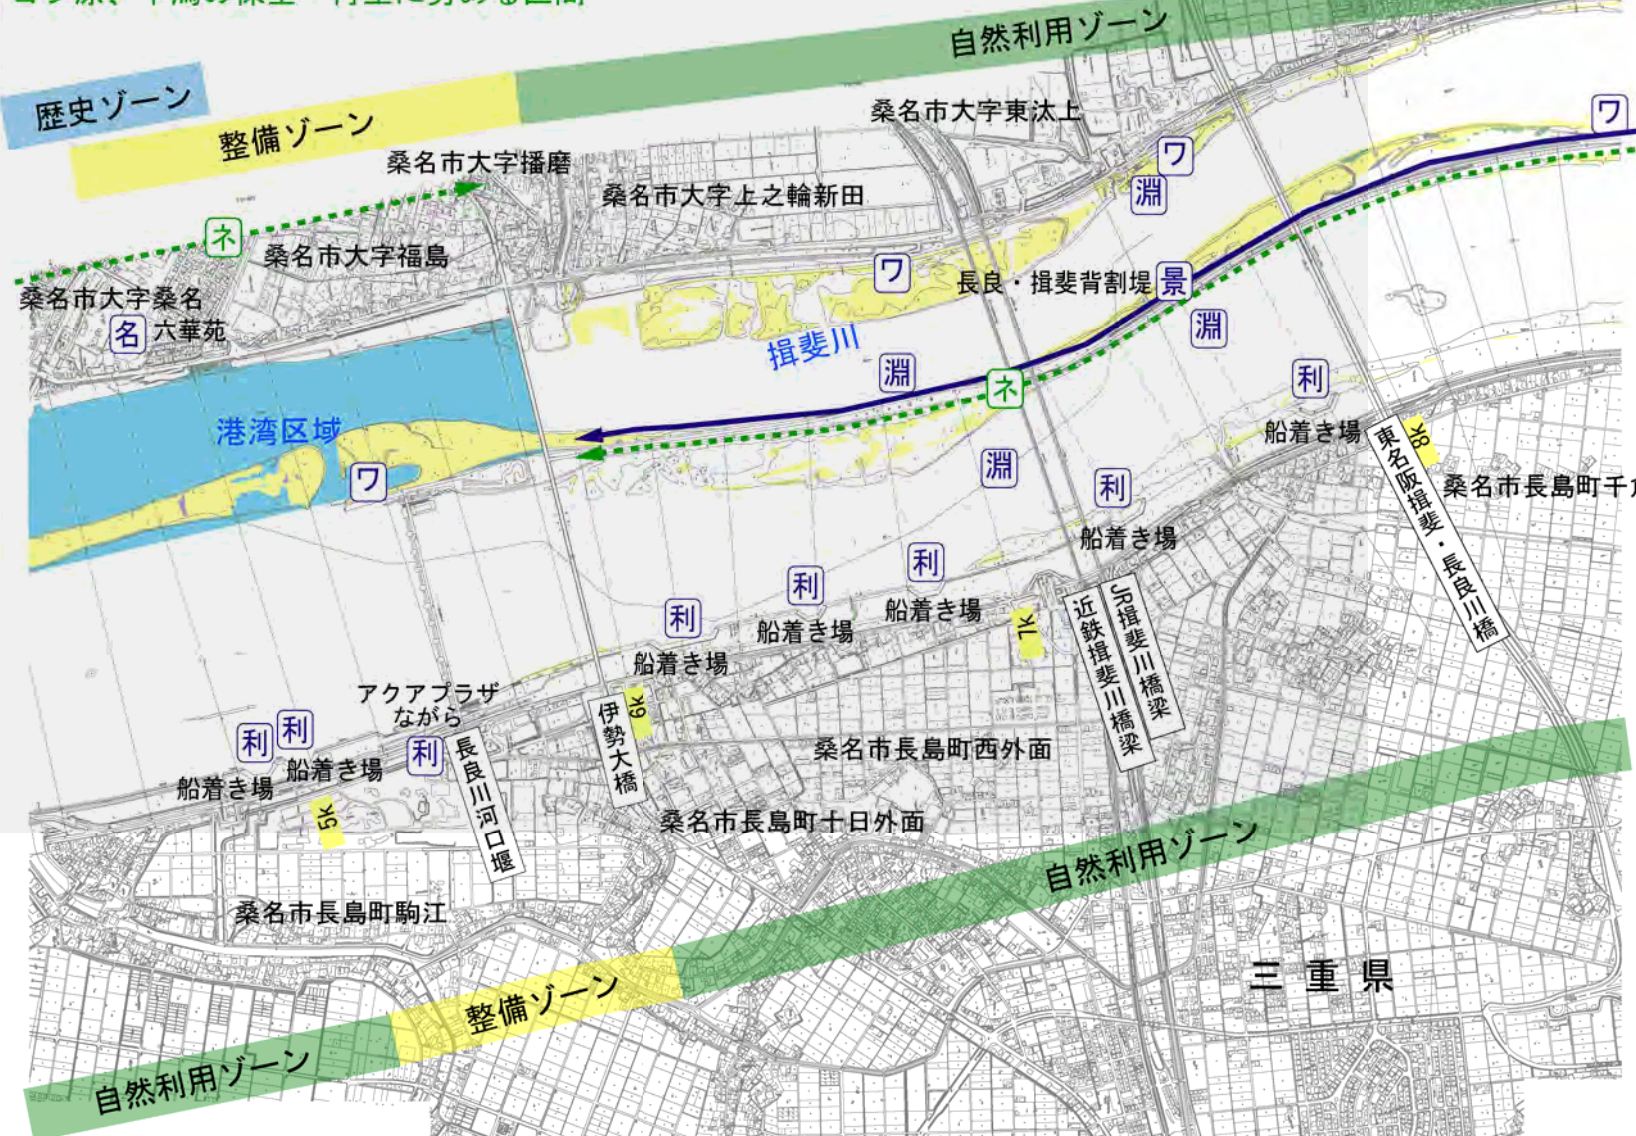 自然利用ゾーン
歴史ゾーン
整備ゾーン
桑名市大字東汰上
ワ
ワ
桑名市大字播磨
桑名市大字上之輪新田
淵
ネ
桑名市大字福島
ワ
長良・揖斐背割堤
景
桑名市大字桑名
名
六華苑
揖斐川
淵
淵
ネ
利
港湾区域
船着き場
8K
東名阪揖斐・長良川橋
ワ
淵
利
桑名市長島町千
船着き場
利
利
船着き場
利
船着き場
7K
船着き場
近鉄揖斐川橋梁
JR揖斐川橋梁
アクアプラザ
ながら
6K
伊勢大橋
利
利
利
船着き場
船着き場
長良川河口堰
5K
桑名市長島町西外面
桑名市長島町十日外面
自然利用ゾーン
桑名市長島町駒江
三重県
整備ゾーン
自然利用ゾーン